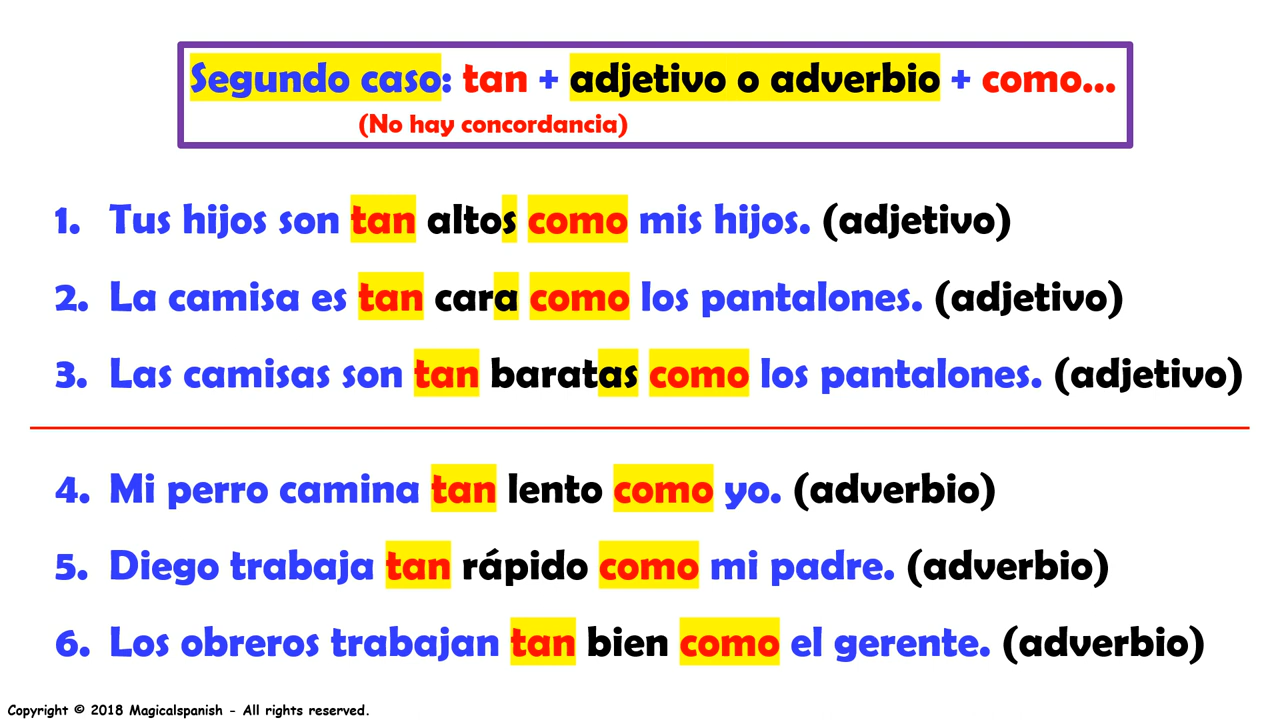 Segundo caso: tan + adjetivo o adverbio + como...
(No hay concordancia)
1. Tus hijos son tan altos como mis hijos. (adjetivo)
2. La camisa es tan cara como los pantalones. (adjetivo)
3. Las camisas son tan baratas como los pantalones. (adjetivo)
4. Mi perro camina tan lento como yo. (adverbio)
5. Diego trabaja tan rápido como mi padre. (adverbio)
6. Los obreros trabajan tan bien como el gerente. (adverbio)
Copyright © 2018 Magicalspanish - All rights reserved.